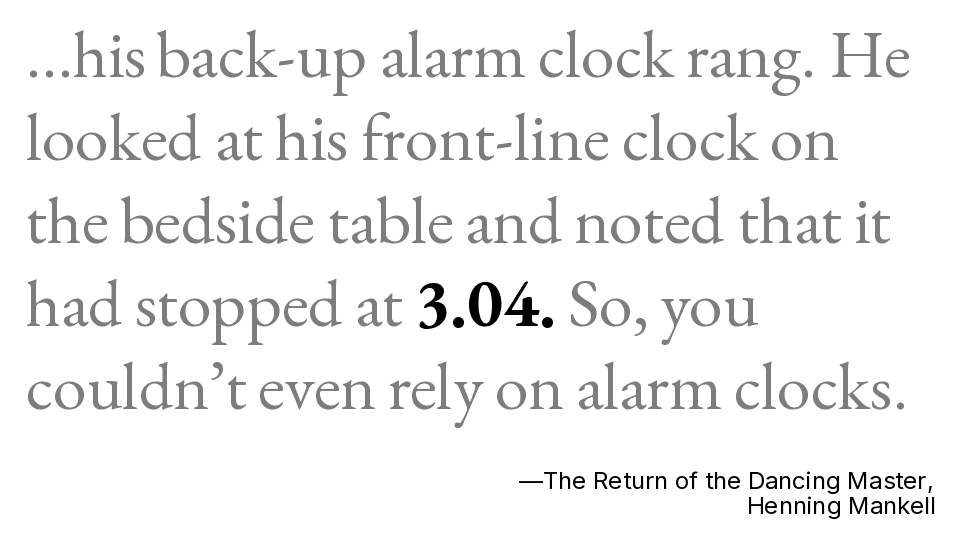 …his back-up alarm clock rang. He
looked at his front-line clock on
the bedside table and noted that it
had stopped at 3.04. So, you
couldn’t even rely on alarm clocks.
—The Return of the Dancing Master,
Henning Mankell